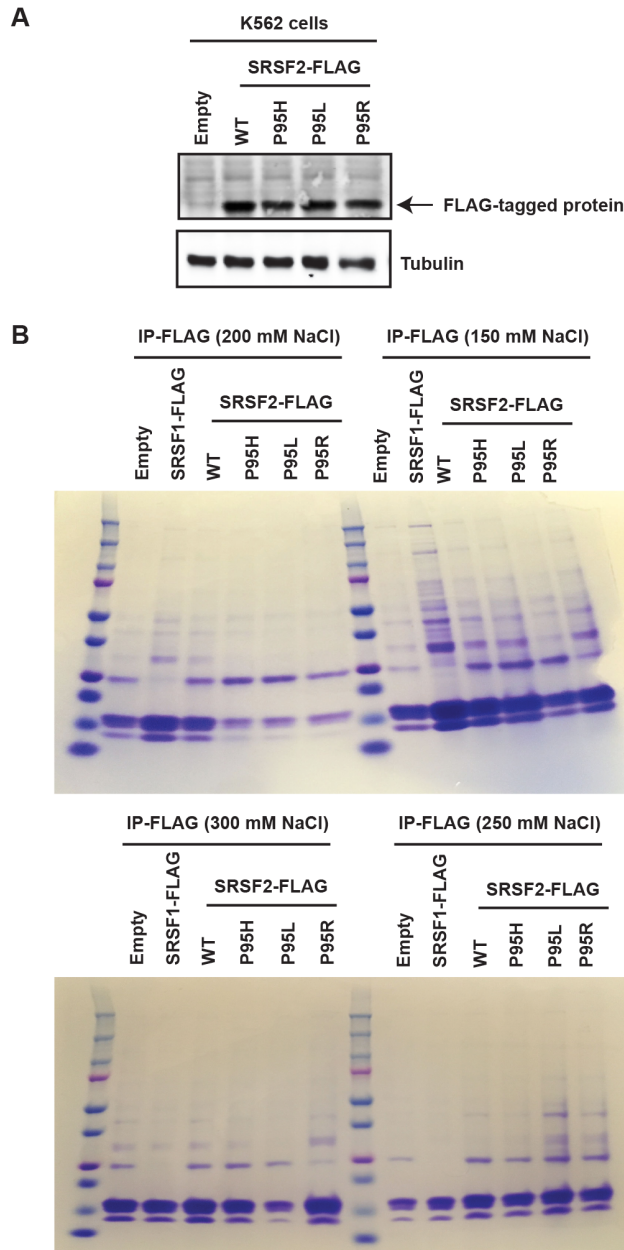 A
K562 cells
SRSF2-FLAG
Empty
WT
P95H
P95L
P95R
FLAG-tagged protein
Tubulin
B
IP-FLAG (200 mM NaCl)
IP-FLAG (150 mM NaCl)
Empty
SRSF1-FLAG
SRSF2-FLAG
WT
P95H
P95L
P95R
Empty
SRSF1-FLAG
SRSF2-FLAG
WT
P95H
P95L
P95R
IP-FLAG (300 mM NaCl)
IP-FLAG (250 mM NaCl)
Empty
SRSF1-FLAG
SRSF2-FLAG
WT
P95H
P95L
P95R
Empty
SRSF1-FLAG
SRSF2-FLAG
WT
P95H
P95L
P95R